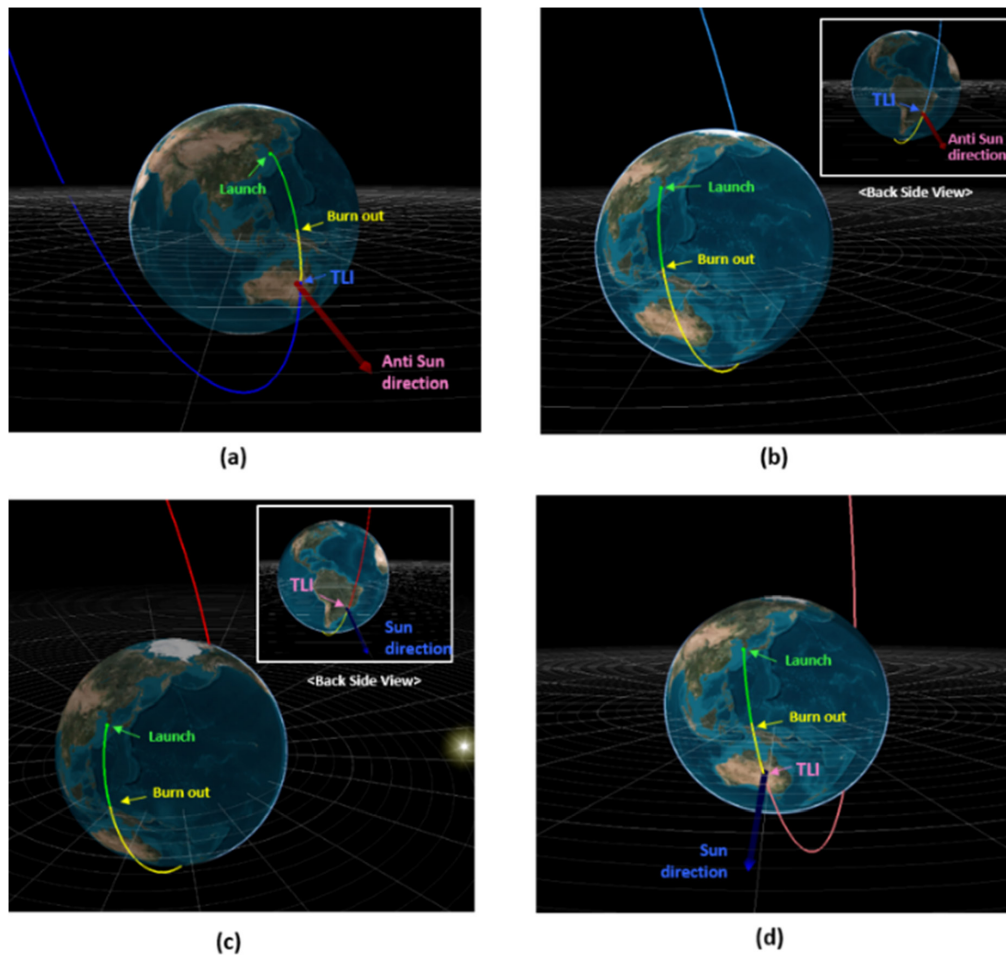 Launch
Burn out
TLI
Anti Sun
direction
(a)
TLI
Anti Sun
direction
<Back Side View>
Launch
Burn out
(b)
TLI
Sun
direction
<Back Side View>
Launch
Burn out
(c)
Launch
Burn out
TLI
Sun
direction
(d)